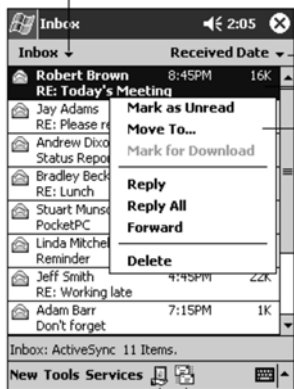 Inbox 2:05
Inbox Received Date
Robert Brown 8:45PM 16K
RE: Today's Meeting
Jay Adams
RE: Please re
Mark as Unread
Move To...
Mark for Download
Reply
Reply All
Forward
Delete
Andrew Dixo
Status Repor
Bradley Beck
RE: Lunch
Stuart Munso
PocketPC
Linda Mitchel
Reminder
Jeff Smith 4:45PM 22K
RE: Working late
Adam Barr 7:15PM 1K
Don't forget
Inbox: ActiveSync 11 Items.
New Tools Services